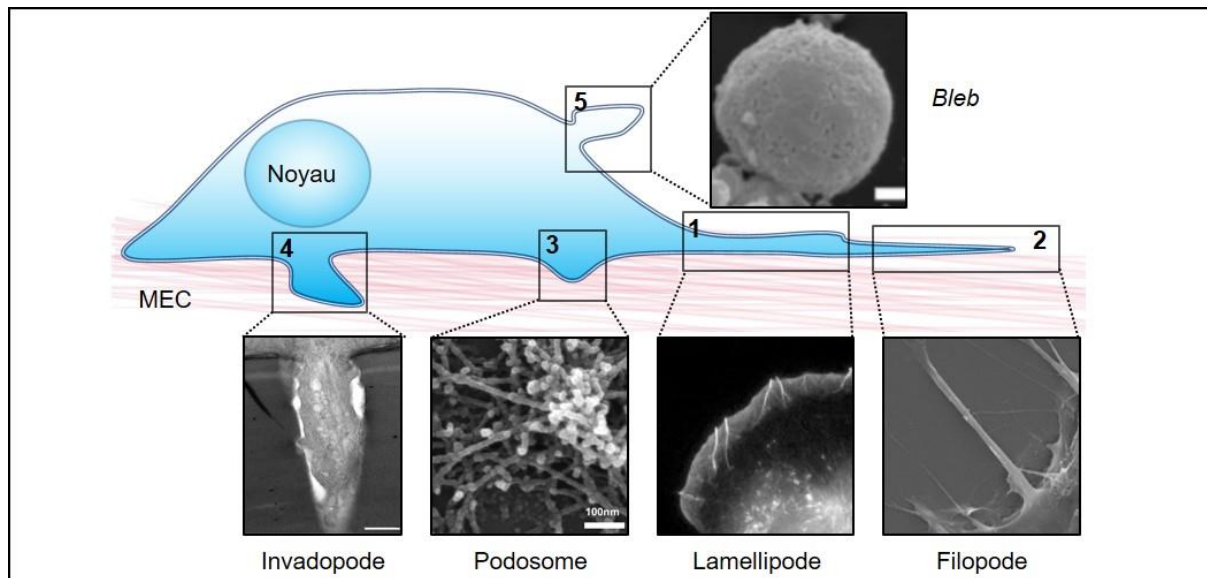 5
Bleb
Noyau
1
2
4
3
MEC
100nm
Invadopode
Podosome
Lamellipode
Filopode